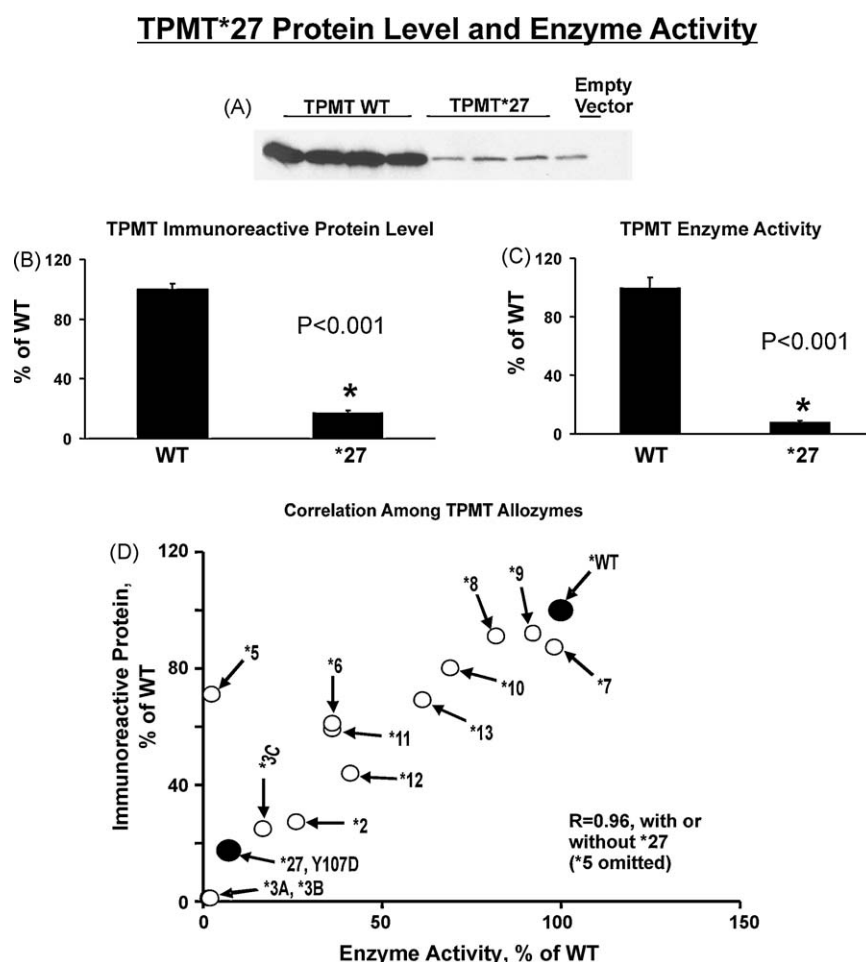 TPMT*27 Protein Level and Enzyme Activity
(A)
TPMT WT
TPMT*27
Empty
Vector
TPMT Immunoreactive Protein Level
(B)
120
80
40
0
% of WT
P<0.001
*
WT
*27
TPMT Enzyme Activity
(C)
120
80
40
0
% of WT
P<0.001
*
WT
*27
Correlation Among TPMT Allozymes
(D)
120
80
40
0
Immunoreactive Protein,
% of WT
*WT
*9
*8
*7
*5
*6
*10
*11
*13
*3C
*12
*2
*27, Y107D
*3A, *3B
R=0.96, with or
without *27
(*5 omitted)
0
50
100
150
Enzyme Activity, % of WT